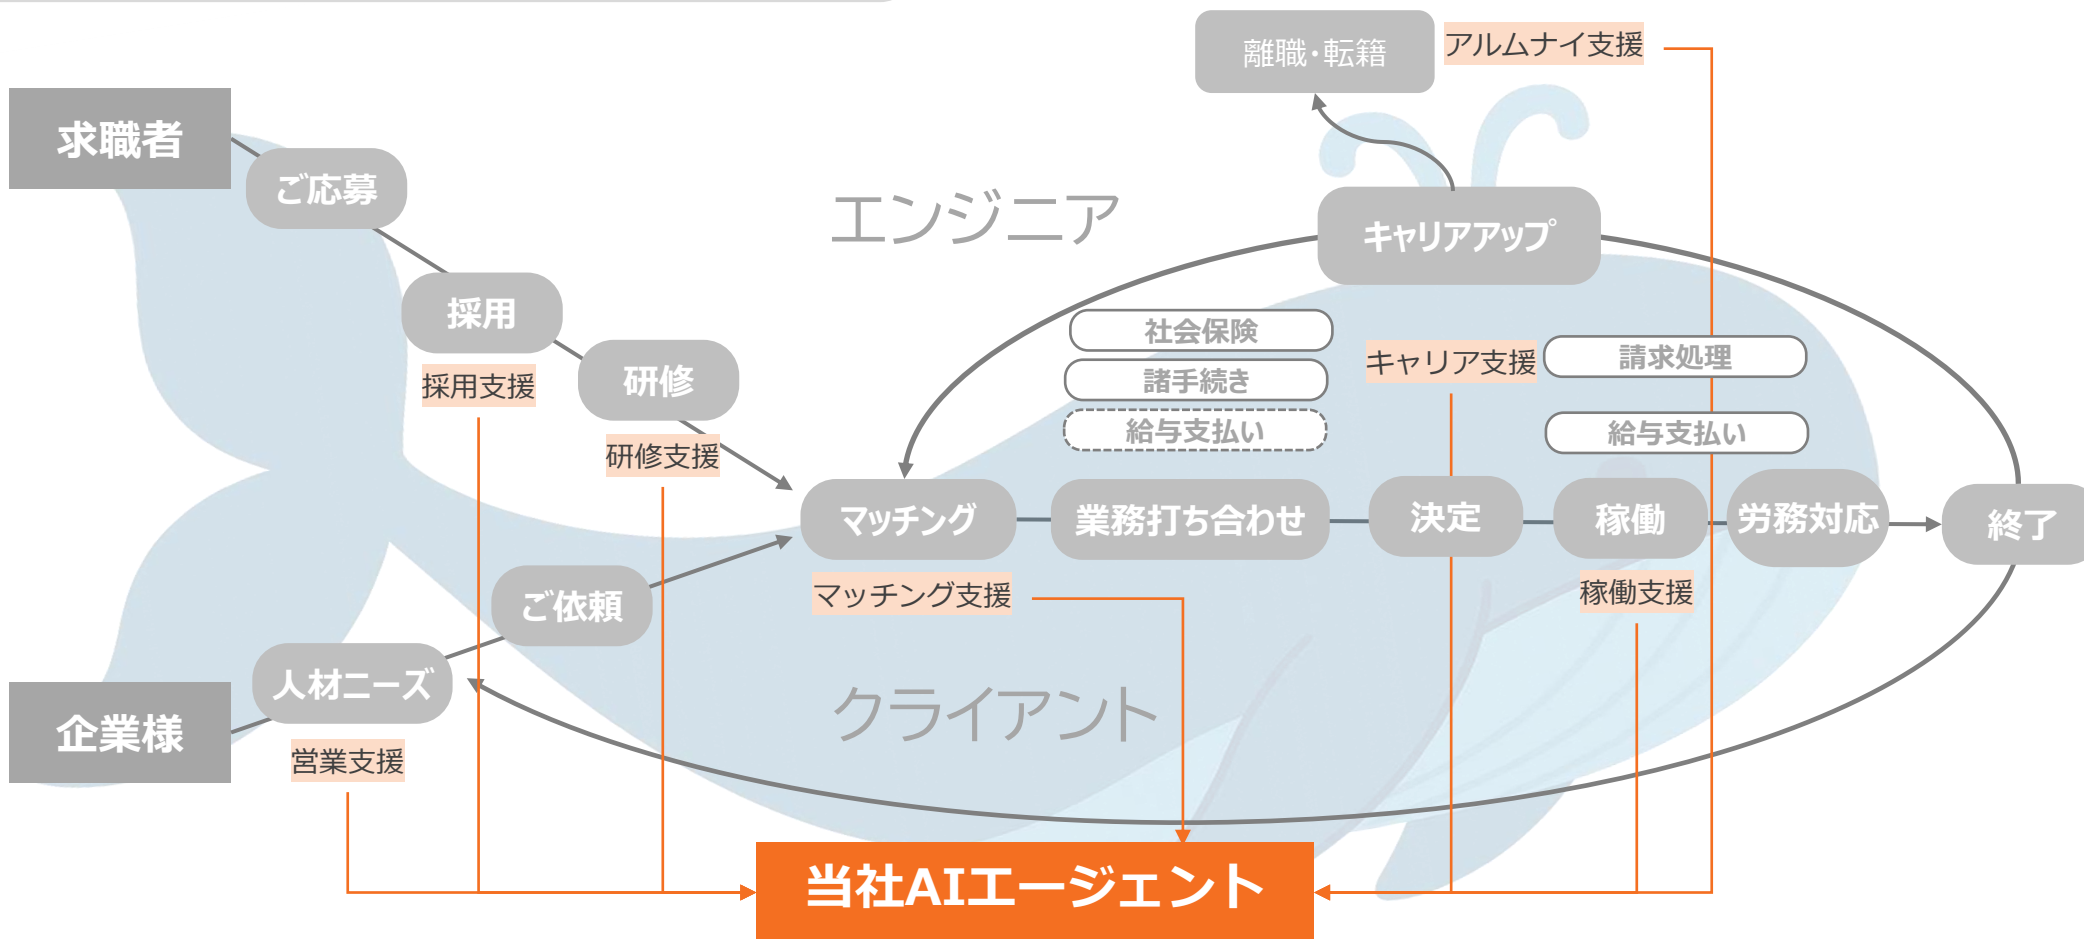 離職・転籍
アルムナイ支援
求職者
ご応募
エンジニア
キャリアアップ
採用
社会保険
キャリア支援
請求処理
採用支援
研修
諸手続き
給与支払い
給与支払い
研修支援
マッチング
業務打ち合わせ
決定
稼働
労務対応
終了
ご依頼
マッチング支援
稼働支援
人材ニーズ
クライアント
企業様
営業支援
当社AIエージェント